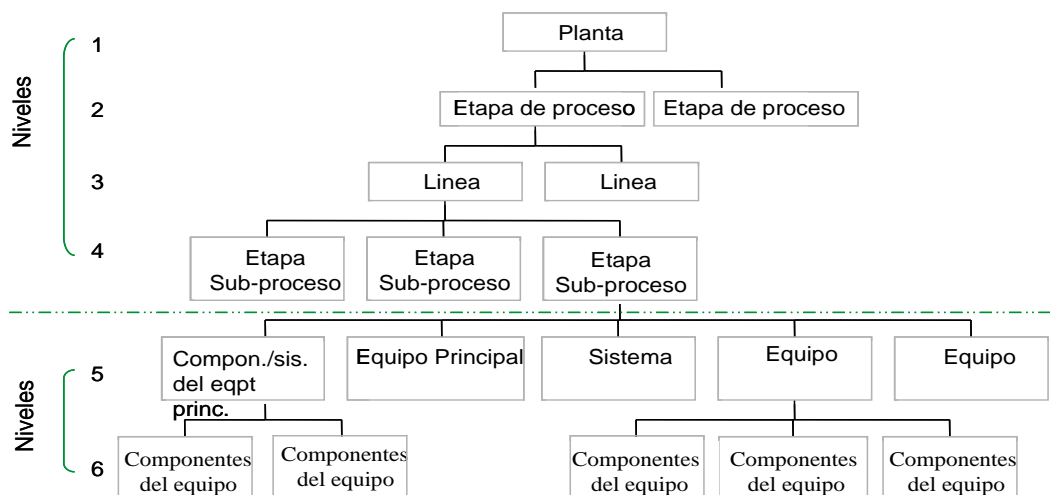 Niveles
1
Planta
2
Etapa de proceso
Etapa de proceso
3
Linea
Linea
4
Etapa
Sub-proceso
Etapa
Sub-proceso
Etapa
Sub-proceso
Niveles
5
Compon./sis.
del eqpt
princ.
Equipo Principal
Sistema
Equipo
Equipo
6
Componentes
del equipo
Componentes
del equipo
Componentes
del equipo
Componentes
del equipo
Componentes
del equipo